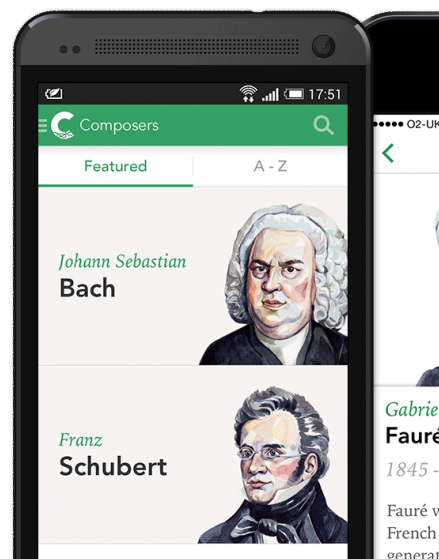 17:51
Composers
Featured
A - Z
Johann Sebastian
Bach
Franz
Schubert
O2-UK
Gabrie
Fauré
1845 -
Fauré w
French
generat